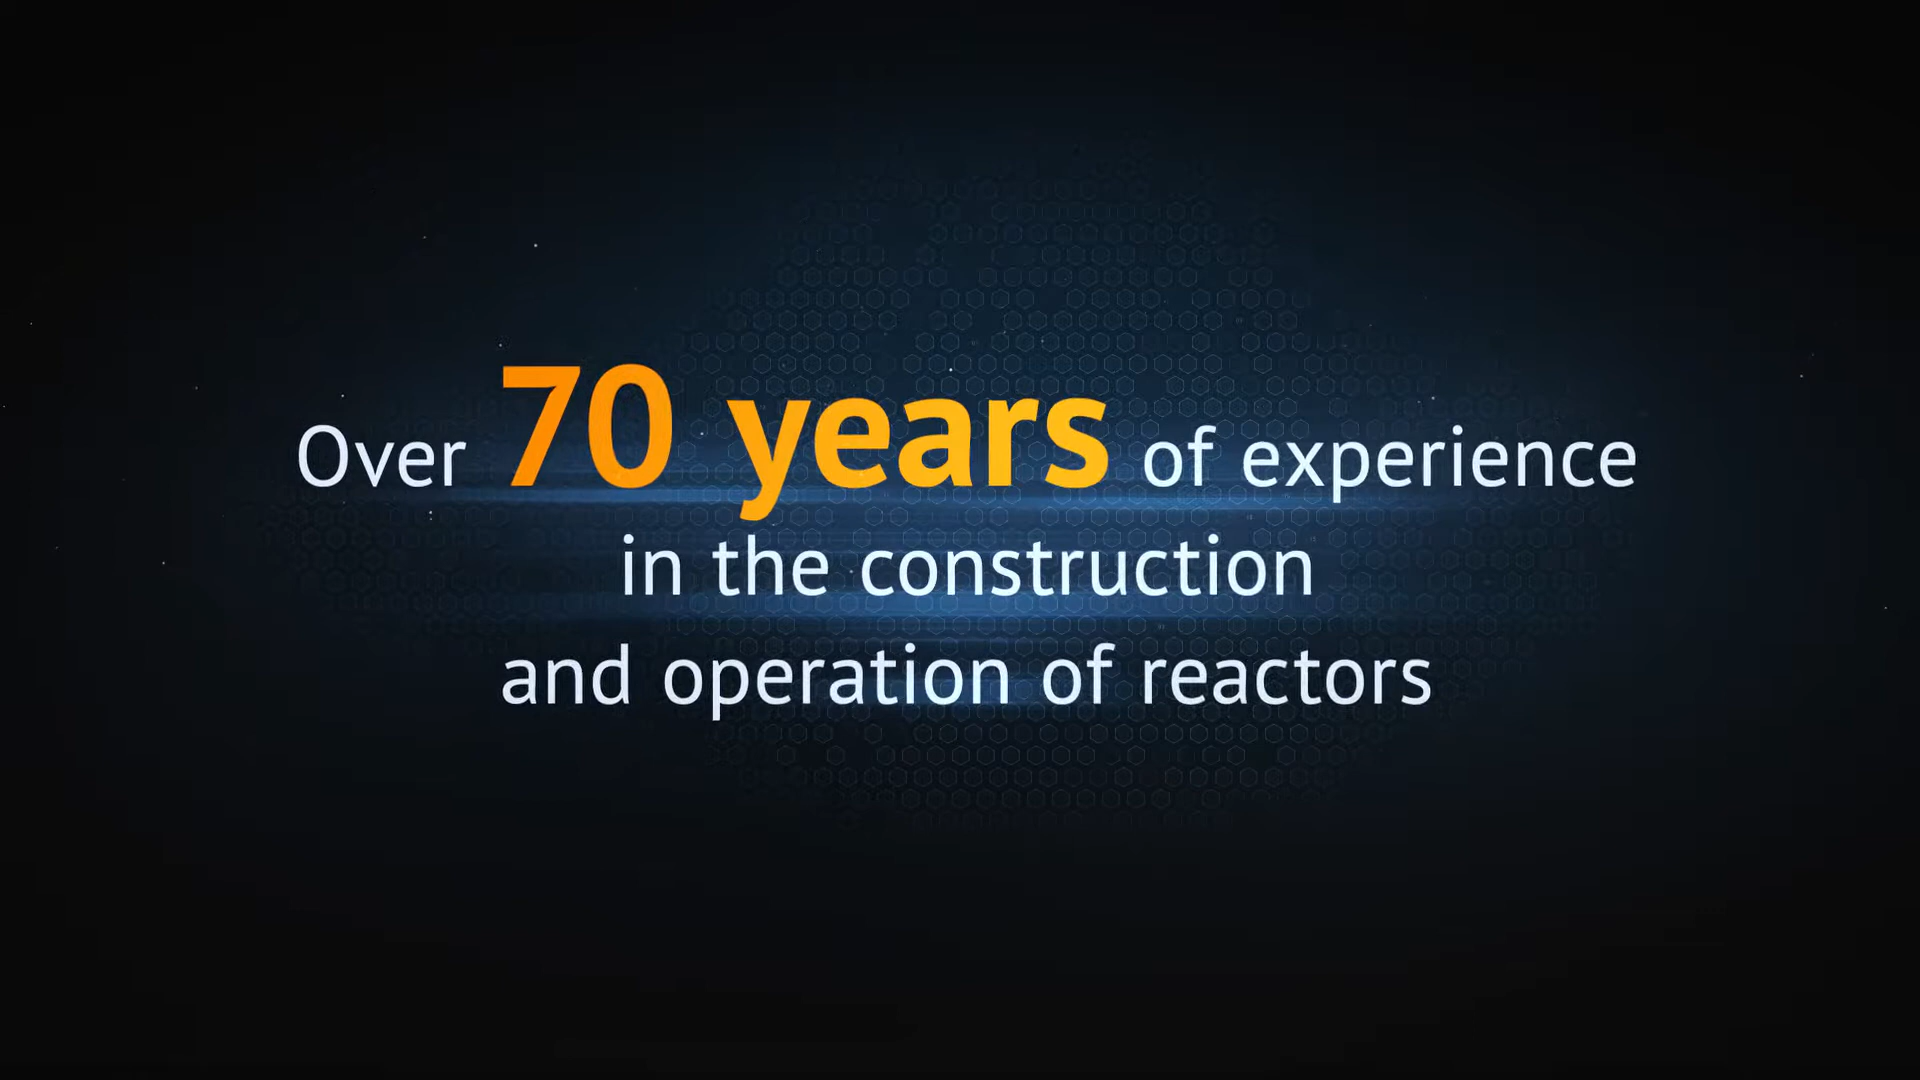 Over 70 years of experience
in the construction
and operation of reactors